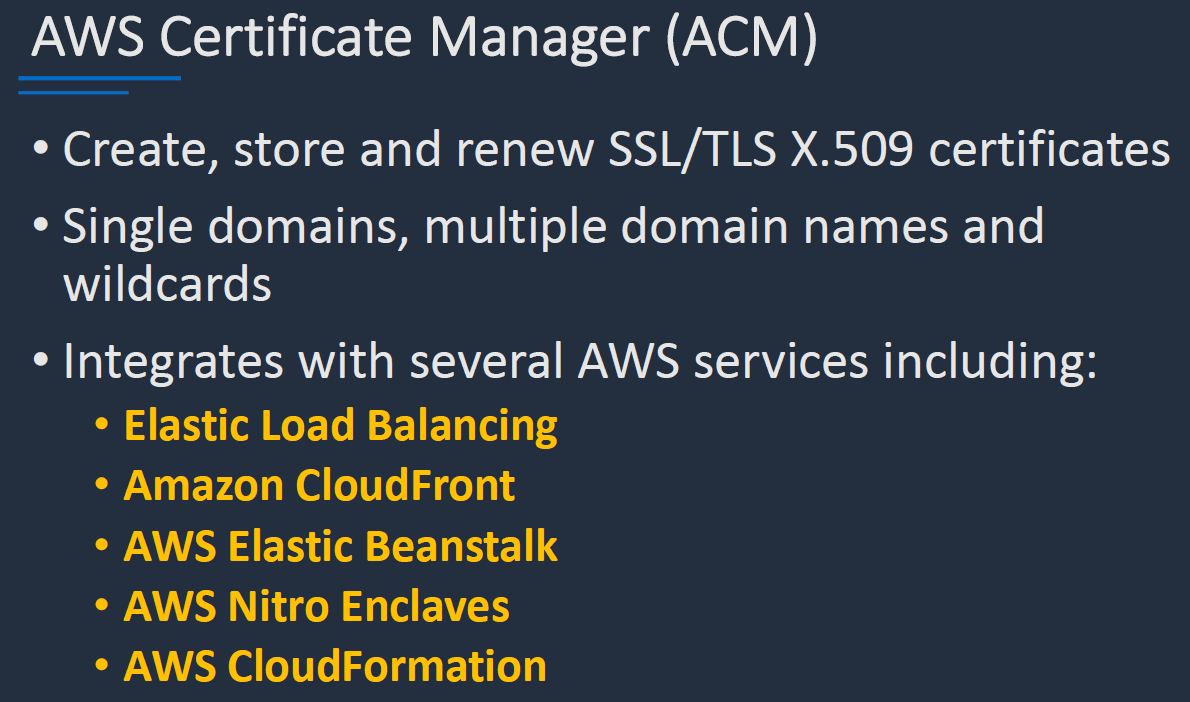 AWS Certificate Manager (ACM)
• Create, store and renew SSL/TLS X.509 certificates
• Single domains, multiple domain names and
wildcards
• Integrates with several AWS services including:
• Elastic Load Balancing
• Amazon CloudFront
• AWS Elastic Beanstalk
• AWS Nitro Enclaves
• AWS CloudFormation